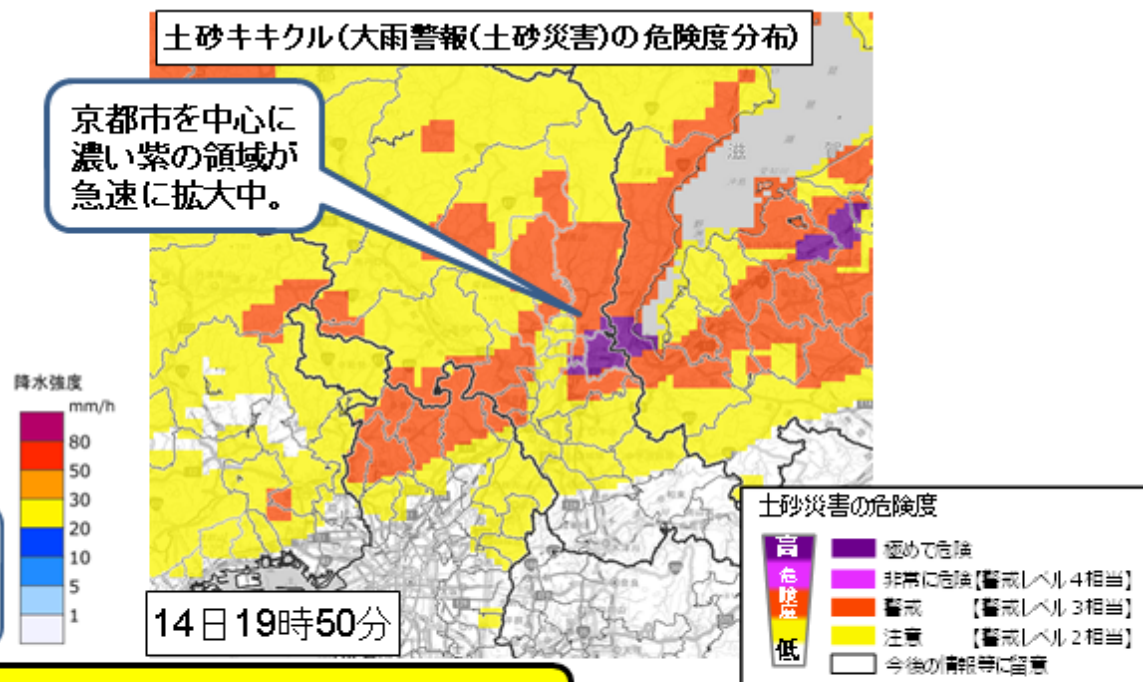 土砂キキクル(大雨警報(土砂災害)の危険度分布)
京都市を中心に
濃い紫の領域が
急速に拡大中。
滋
賀
降水強度
mm/h
80
50
30
20
10
5
1
14日19時50分
土砂災害の危険度
高
危険度
低
極めて危険
非常に危険【警戒レベル4相当】
警戒 【警戒レベル3相当】
注意 【警戒レベル2相当】
今後の情報等に留意